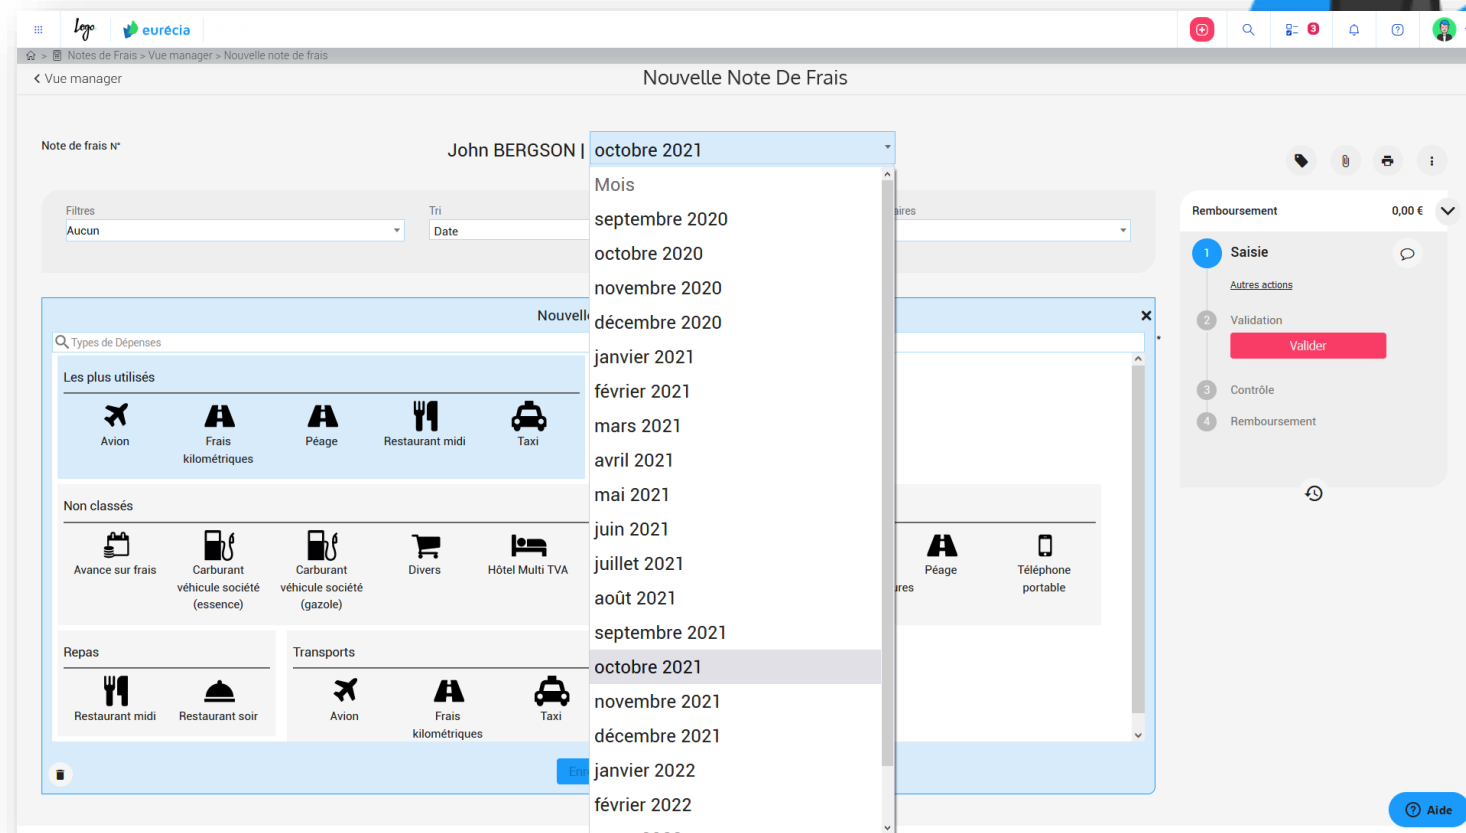 Logo
eurécia
3
> Notes de Frais > Vue manager > Nouvelle note de frais
Vue manager
Nouvelle Note De Frais
Note de frais N°
John BERGSON |
octobre 2021
Mois
septembre 2020
octobre 2020
novembre 2020
décembre 2020
janvier 2021
février 2021
mars 2021
avril 2021
mai 2021
juin 2021
juillet 2021
août 2021
septembre 2021
octobre 2021
novembre 2021
décembre 2021
janvier 2022
février 2022
Filtres
Aucun
Tri
Date
aires
Nouvell
Types de Dépenses
Les plus utilisés
Avion
Frais
kilométriques
Péage
Restaurant midi
Taxi
Non classés
Avance sur frais
Carburant
véhicule société
(essence)
Carburant
véhicule société
(gazole)
Divers
Hôtel Multi TVA
ures
Péage
Téléphone
portable
Repas
Restaurant midi
Restaurant soir
Transports
Avion
Frais
kilométriques
Taxi
Enr
Remboursement
0,00 €
1
Saisie
Autres actions
2
Validation
Valider
3
Contrôle
4
Remboursement
Aide